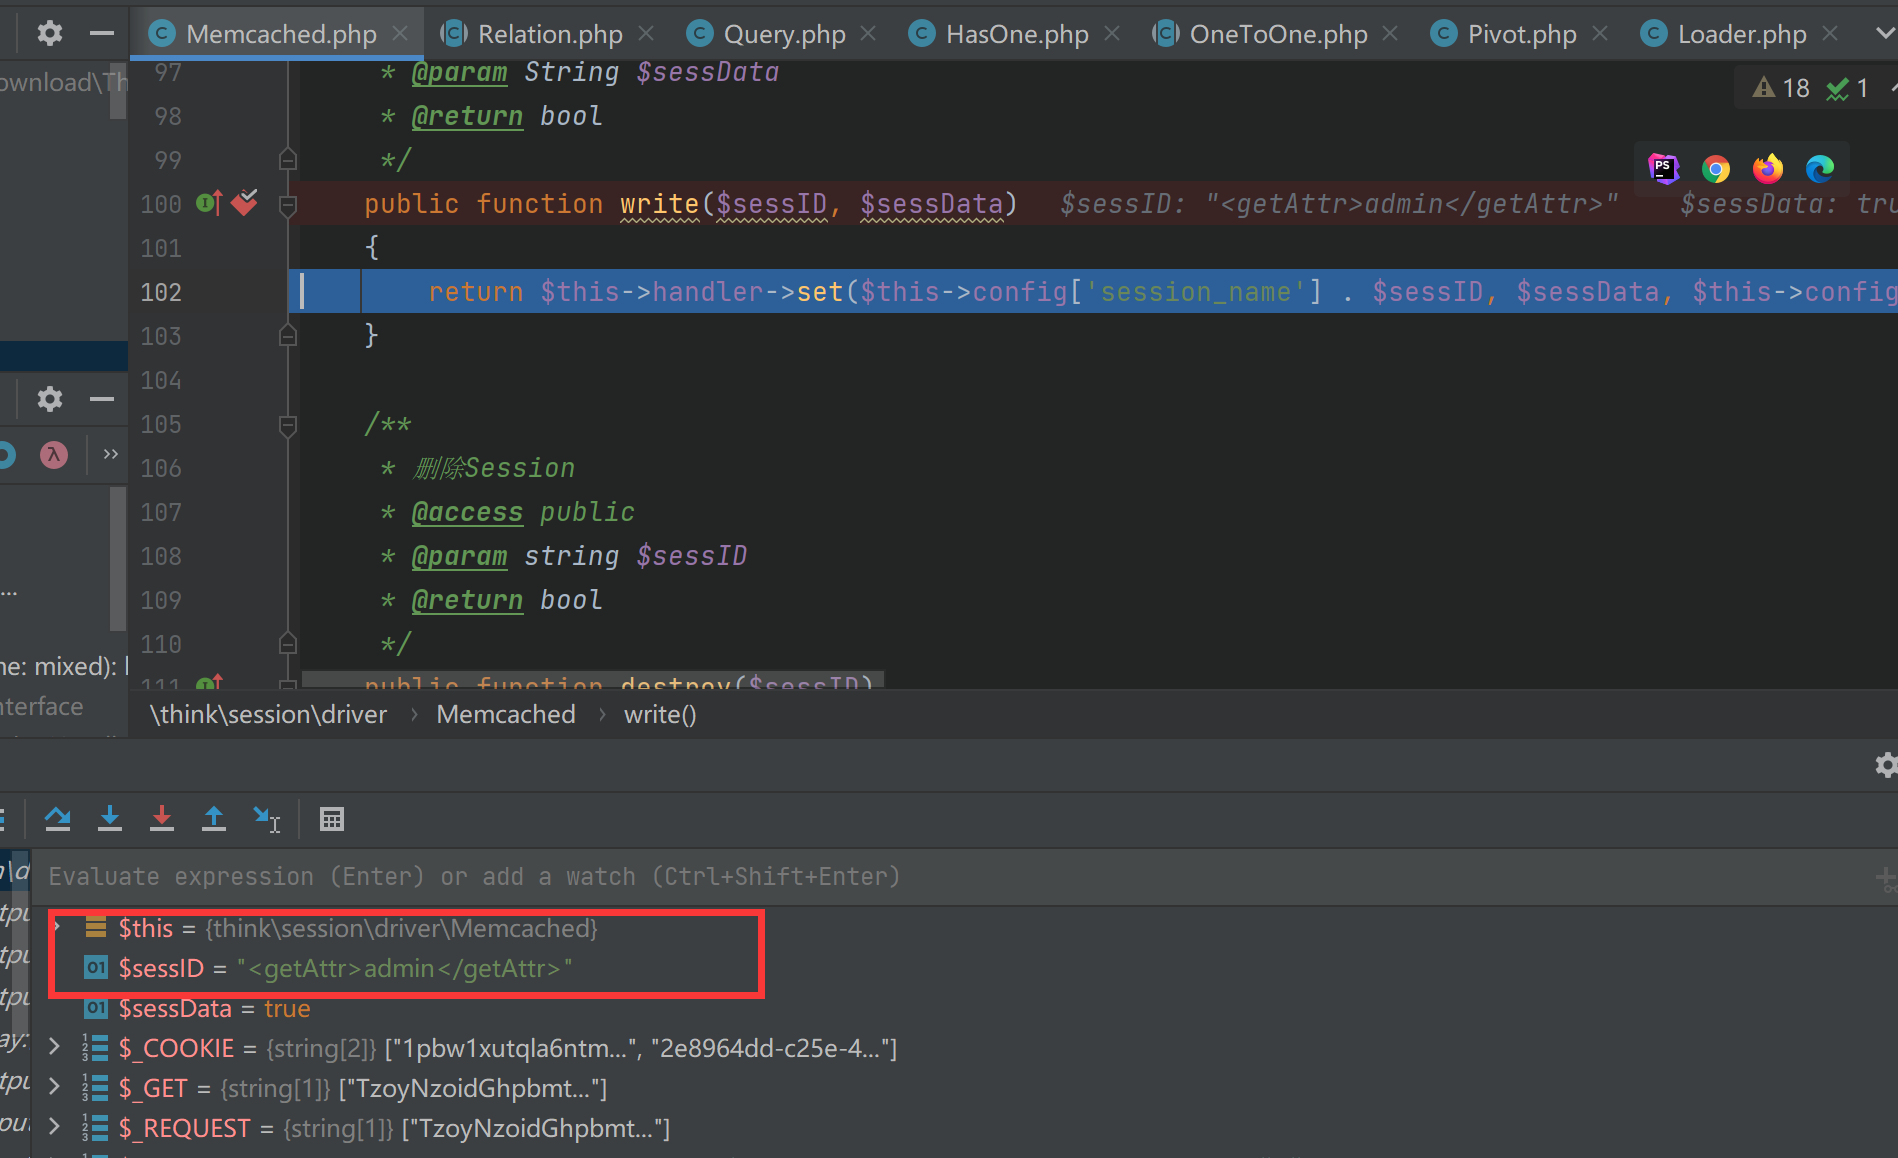 Memcached.php Relation.php Query.php HasOne.php OneToOne.php Pivot.php Loader.php
ownload\Th
18 1
97 * @param String $sessData
98 * @return bool
99 */
100 public function write($sessID, $sessData) $sessID: "<getAttr>admin</getAttr>" $sessData: tru
101 {
102 return $this->handler->set($this->config['session_name'] . $sessID, $sessData, $this->config
103 }
104
105 /**
106 * 删除Session
107 * @access public
108 * @param string $sessID
109 * @return bool
110 */
111 public function destroy($sessID)
...
ne: mixed):
nterface
\think\session\driver › Memcached › write()
Evaluate expression (Enter) or add a watch (Ctrl+Shift+Enter)
$this = {think\session\driver\Memcached}
01 $sessID = "<getAttr>admin</getAttr>"
01 $sessData = true
$_COOKIE = {string[2]} ["1pbw1xutqla6ntm...", "2e8964dd-c25e-4..."]
$_GET = {string[1]} ["TzoyNzoidGhpbmt..."]
$_REQUEST = {string[1]} ["TzoyNzoidGhpbmt..."]